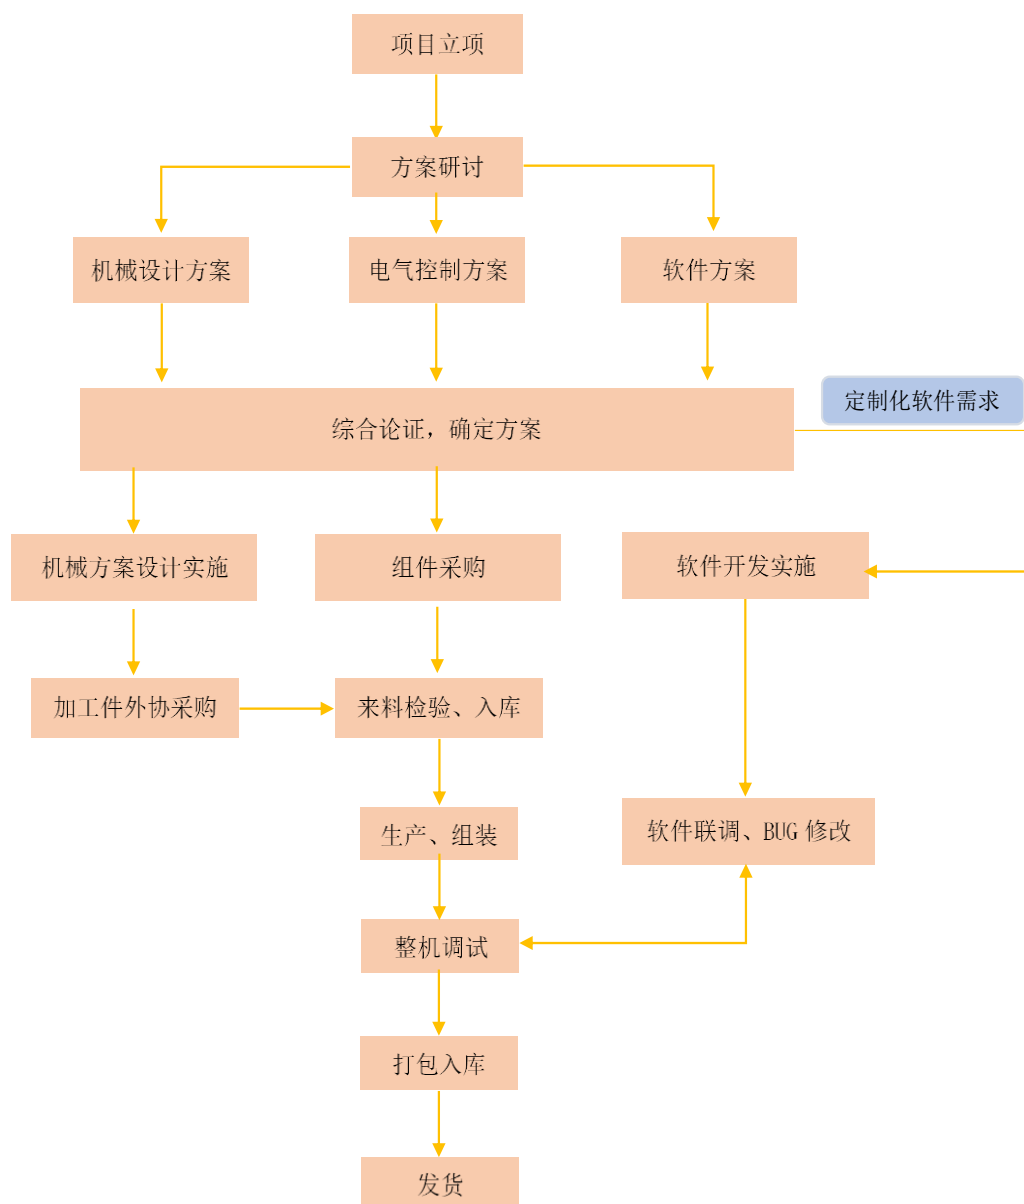 项目立项
方案研讨
机械设计方案
电气控制方案
软件方案
定制化软件需求
综合论证，确定方案
机械方案设计实施
组件采购
软件开发实施
加工件外协采购
来料检验、入库
生产、组装
软件联调、BUG 修改
整机调试
打包入库
发货